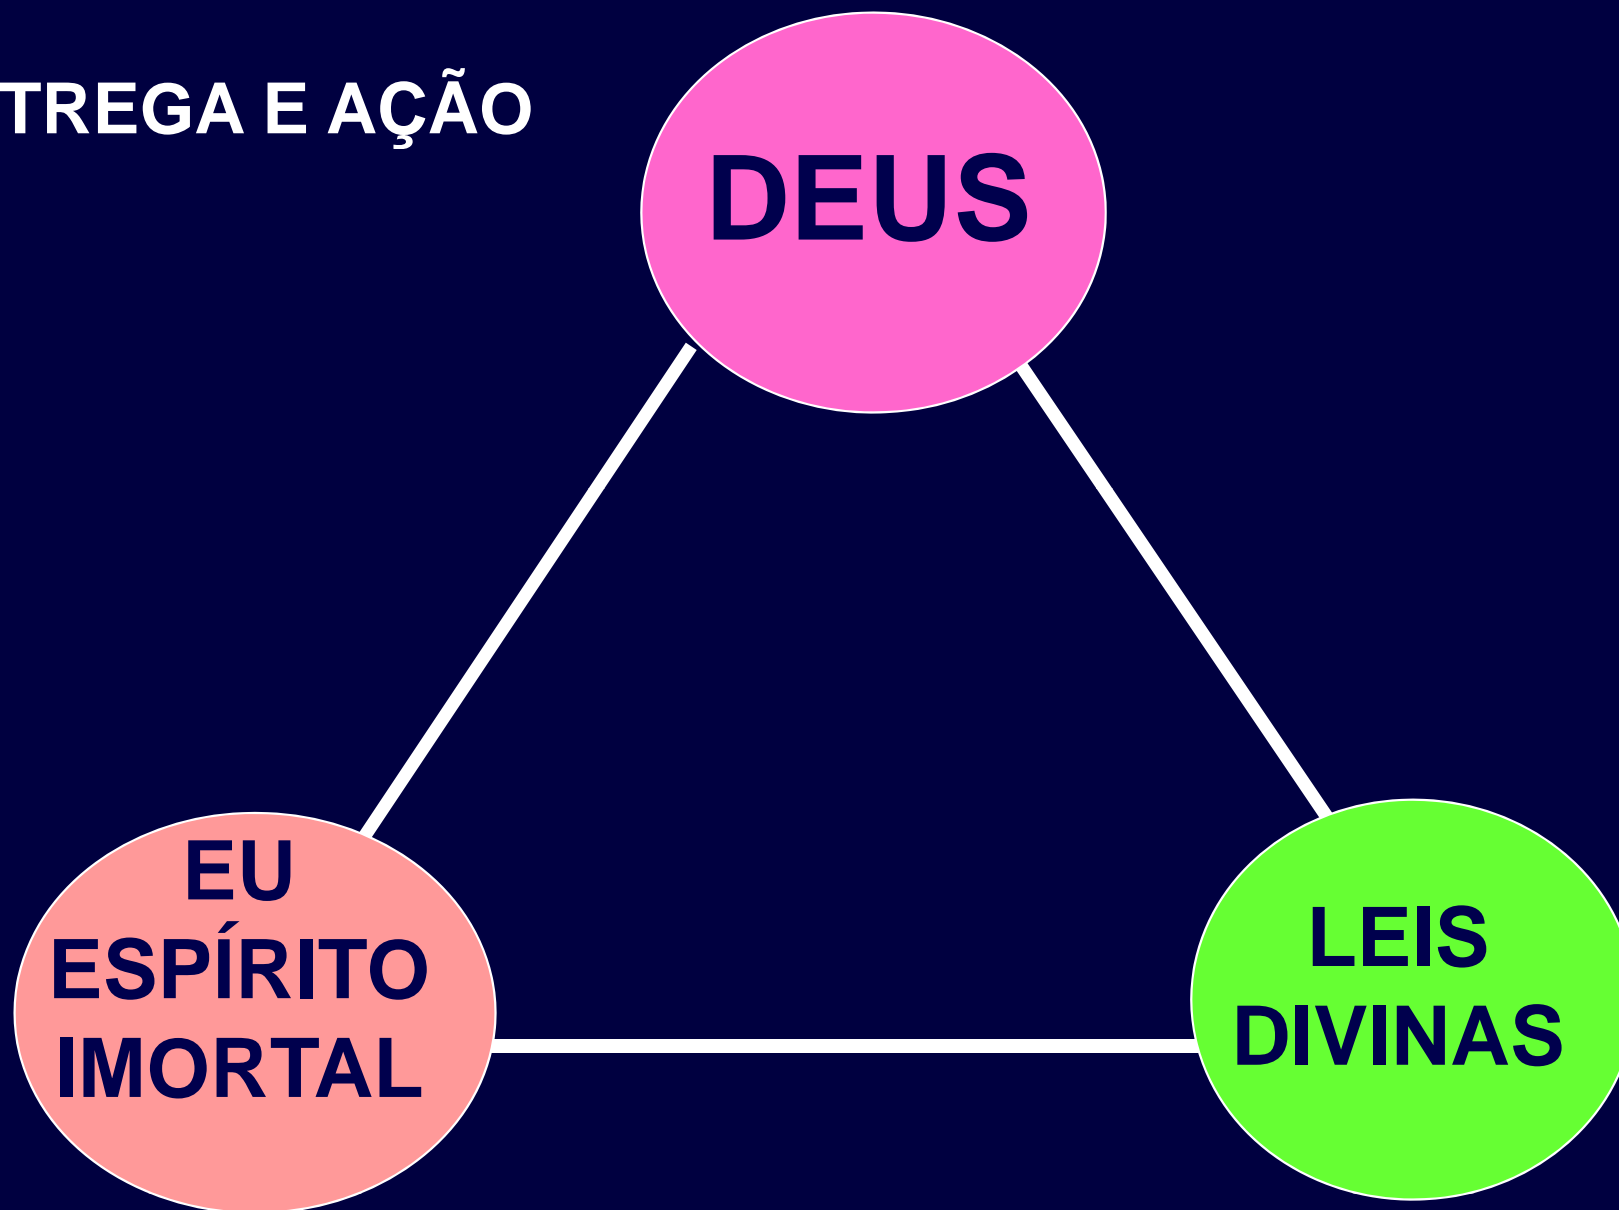 TREGA E AÇÃO
DEUS
EU
ESPÍRITO
IMORTAL
LEIS
DIVINAS